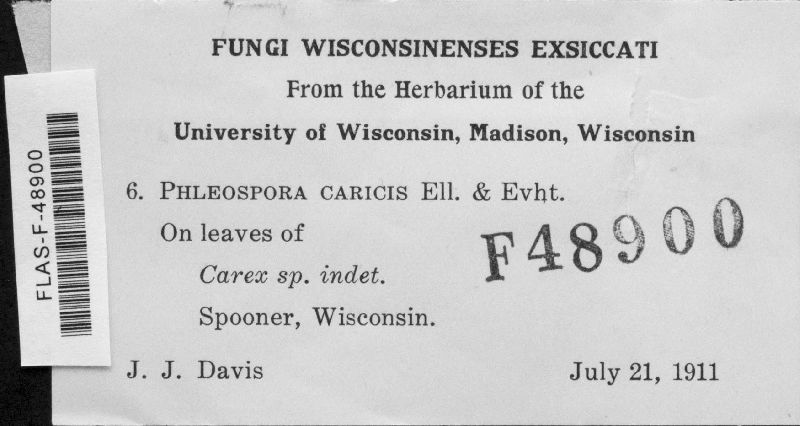 FUNGI WISCONSINENSES EXSICCATI
From the Herbarium of the
University of Wisconsin, Madison, Wisconsin
6. PHLEOSPORA CARICIS Ell. & Evht.
On leaves of
Carex sp. indet.
Spooner, Wisconsin.
J. J. Davis July 21, 1911
F48900
FLAS-F-48900